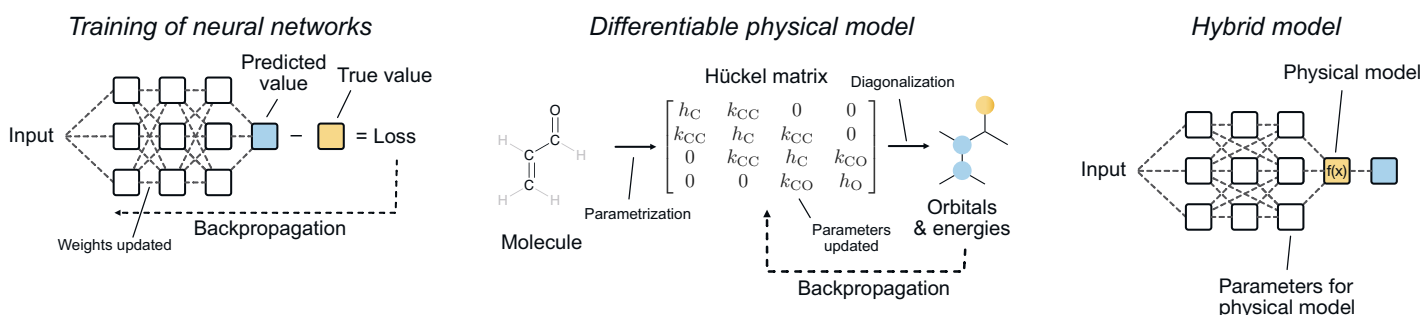 Training of neural networks
Predicted
value
True value
Input
− = Loss
Weights updated
Backpropagation
Differentiable physical model
Hückel matrix
Diagonalization
O
H
C
C
H
C
H
H
h_C k_CC 0 0
k_CC h_C k_CC 0
0 k_CC h_C k_CO
0 0 k_CO h_O
Parametrization
Molecule
Parameters
updated
Orbitals
& energies
Backpropagation
Hybrid model
Physical model
Input
f(x)
Parameters for
physical model